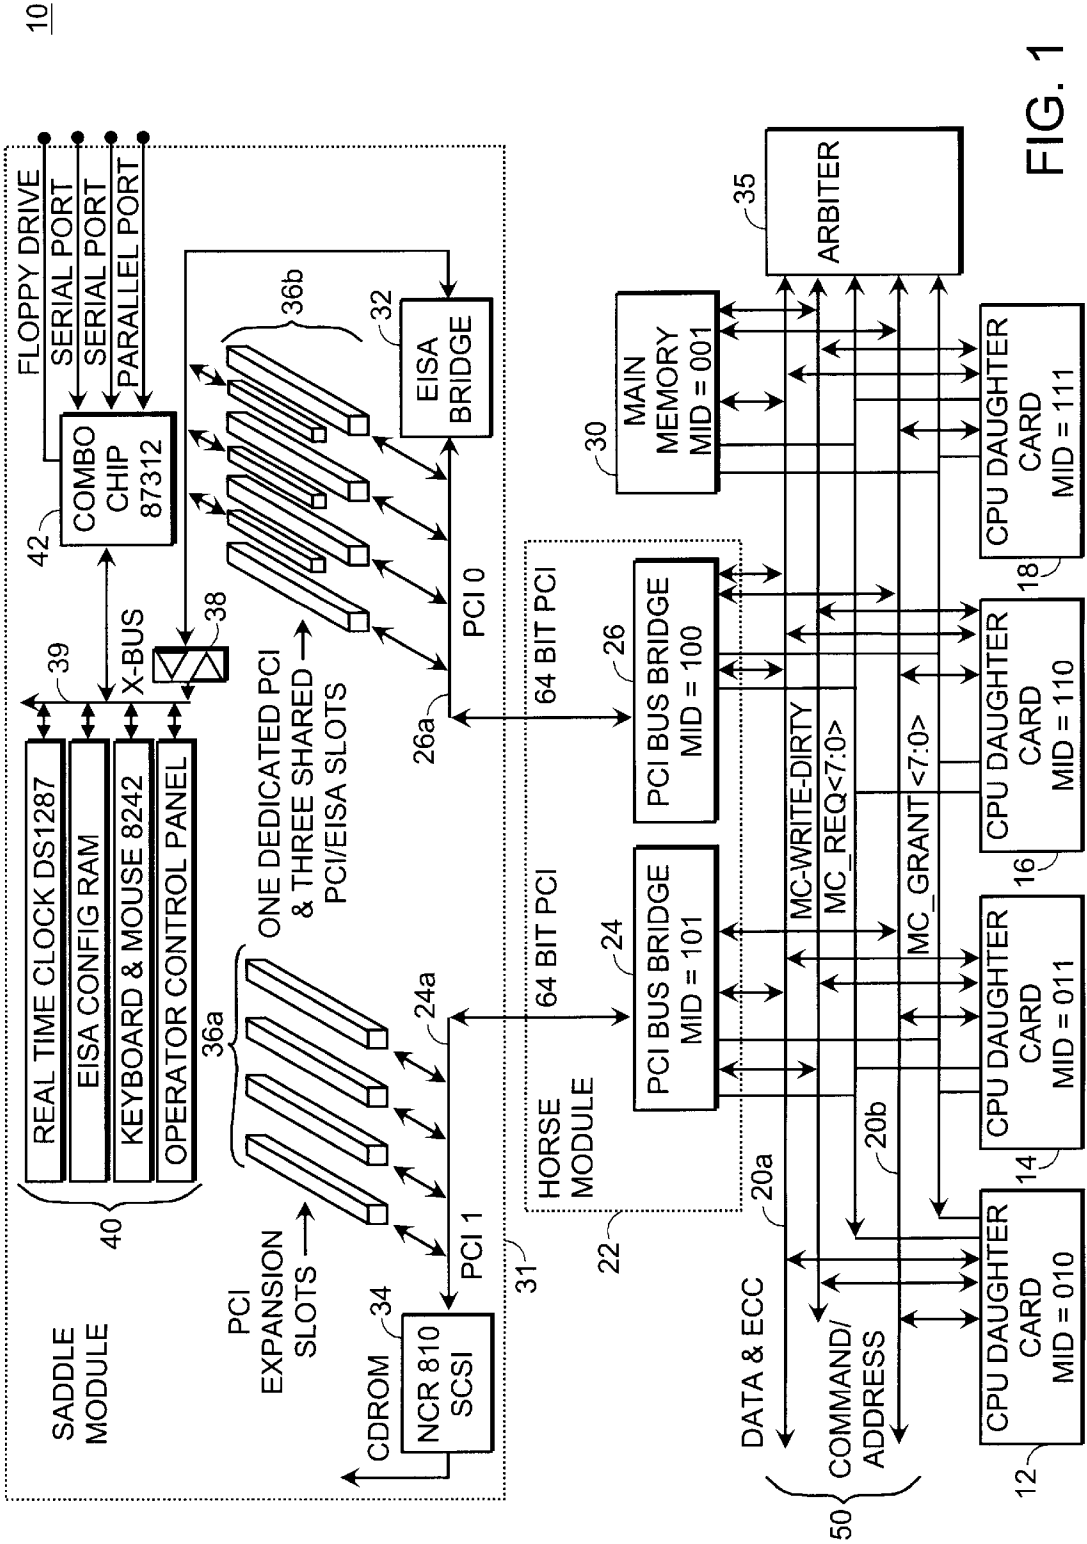 10
FLOPPY DRIVE
SERIAL PORT
SERIAL PORT
PARALLEL PORT
SADDLE
MODULE
40
REAL TIME CLOCK DS1287
EISA CONFIG RAM
KEYBOARD & MOUSE 8242
OPERATOR CONTROL PANEL
39
X-BUS
38
42
COMBO
CHIP
87312
PCI
EXPANSION
SLOTS
36a
ONE DEDICATED PCI
& THREE SHARED
PCI/EISA SLOTS
36b
CDROM
34
NCR 810
SCSI
PCI 1
24a
26a
PCI 0
32
EISA
BRIDGE
31
64 BIT PCI
64 BIT PCI
HORSE
MODULE
22
24
PCI BUS BRIDGE
MID = 101
26
PCI BUS BRIDGE
MID = 100
30
MAIN
MEMORY
MID = 001
35
ARBITER
DATA & ECC
20a
MC-WRITE-DIRTY
MC_REQ<7:0>
COMMAND/
ADDRESS
20b
MC_GRANT <7:0>
50
12
CPU DAUGHTER
CARD
MID = 010
14
CPU DAUGHTER
CARD
MID = 011
16
CPU DAUGHTER
CARD
MID = 110
18
CPU DAUGHTER
CARD
MID = 111
FIG. 1